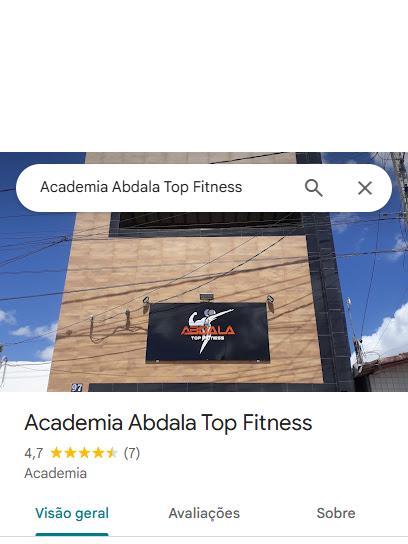 Academia Abdala Top Fitness
ABDALA
TOP FITNESS
97
Academia Abdala Top Fitness
4,7 (7)
Academia
Visão geral Avaliações Sobre